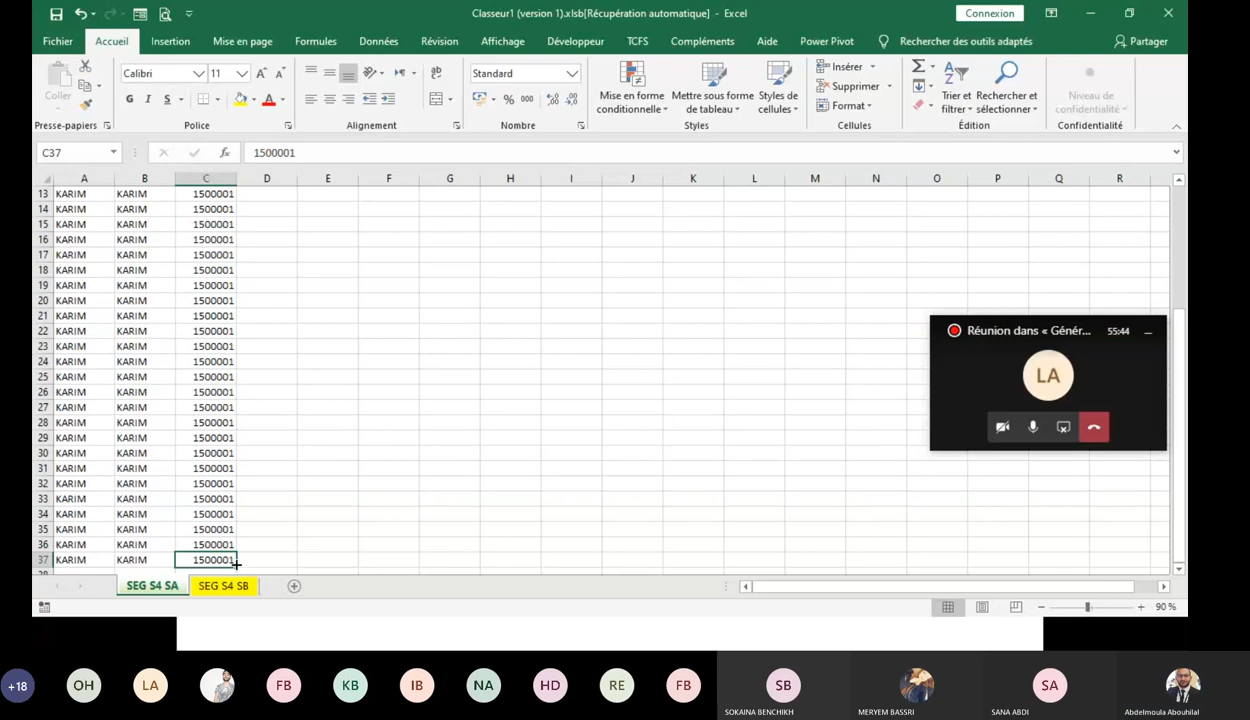 Classeur1 (version 1).xlsb[Récupération automatique] - Excel
Connexion
Fichier Accueil Insertion Mise en page Formules Données Révision Affichage Développeur TCFS Compléments Aide Power Pivot Rechercher des outils adaptés Partager
Coller
Calibri 11
G I S
Standard
% 000
Mise en forme conditionnelle
Mettre sous forme de tableau
Styles de cellules
Insérer
Supprimer
Format
Trier et filtrer
Rechercher et sélectionner
Niveau de confidentialité
Presse-papiers Police Alignement Nombre Styles Cellules Édition Confidentialité
C37 fx 1500001
A B C D E F G H I J K L M N O P Q R
13 KARIM KARIM 1500001
14 KARIM KARIM 1500001
15 KARIM KARIM 1500001
16 KARIM KARIM 1500001
17 KARIM KARIM 1500001
18 KARIM KARIM 1500001
19 KARIM KARIM 1500001
20 KARIM KARIM 1500001
21 KARIM KARIM 1500001
22 KARIM KARIM 1500001
23 KARIM KARIM 1500001
24 KARIM KARIM 1500001
25 KARIM KARIM 1500001
26 KARIM KARIM 1500001
27 KARIM KARIM 1500001
28 KARIM KARIM 1500001
29 KARIM KARIM 1500001
30 KARIM KARIM 1500001
31 KARIM KARIM 1500001
32 KARIM KARIM 1500001
33 KARIM KARIM 1500001
34 KARIM KARIM 1500001
35 KARIM KARIM 1500001
36 KARIM KARIM 1500001
37 KARIM KARIM 1500001
Réunion dans « Génér... 55:44
LA
SEG S4 SA SEG S4 SB
90 %
+18 OH LA FB KB IB NA HD RE FB SB SA
SOKAINA BENCHIKH MERYEM BASSRI SANA ABDI Abdelmoula Abouhilal